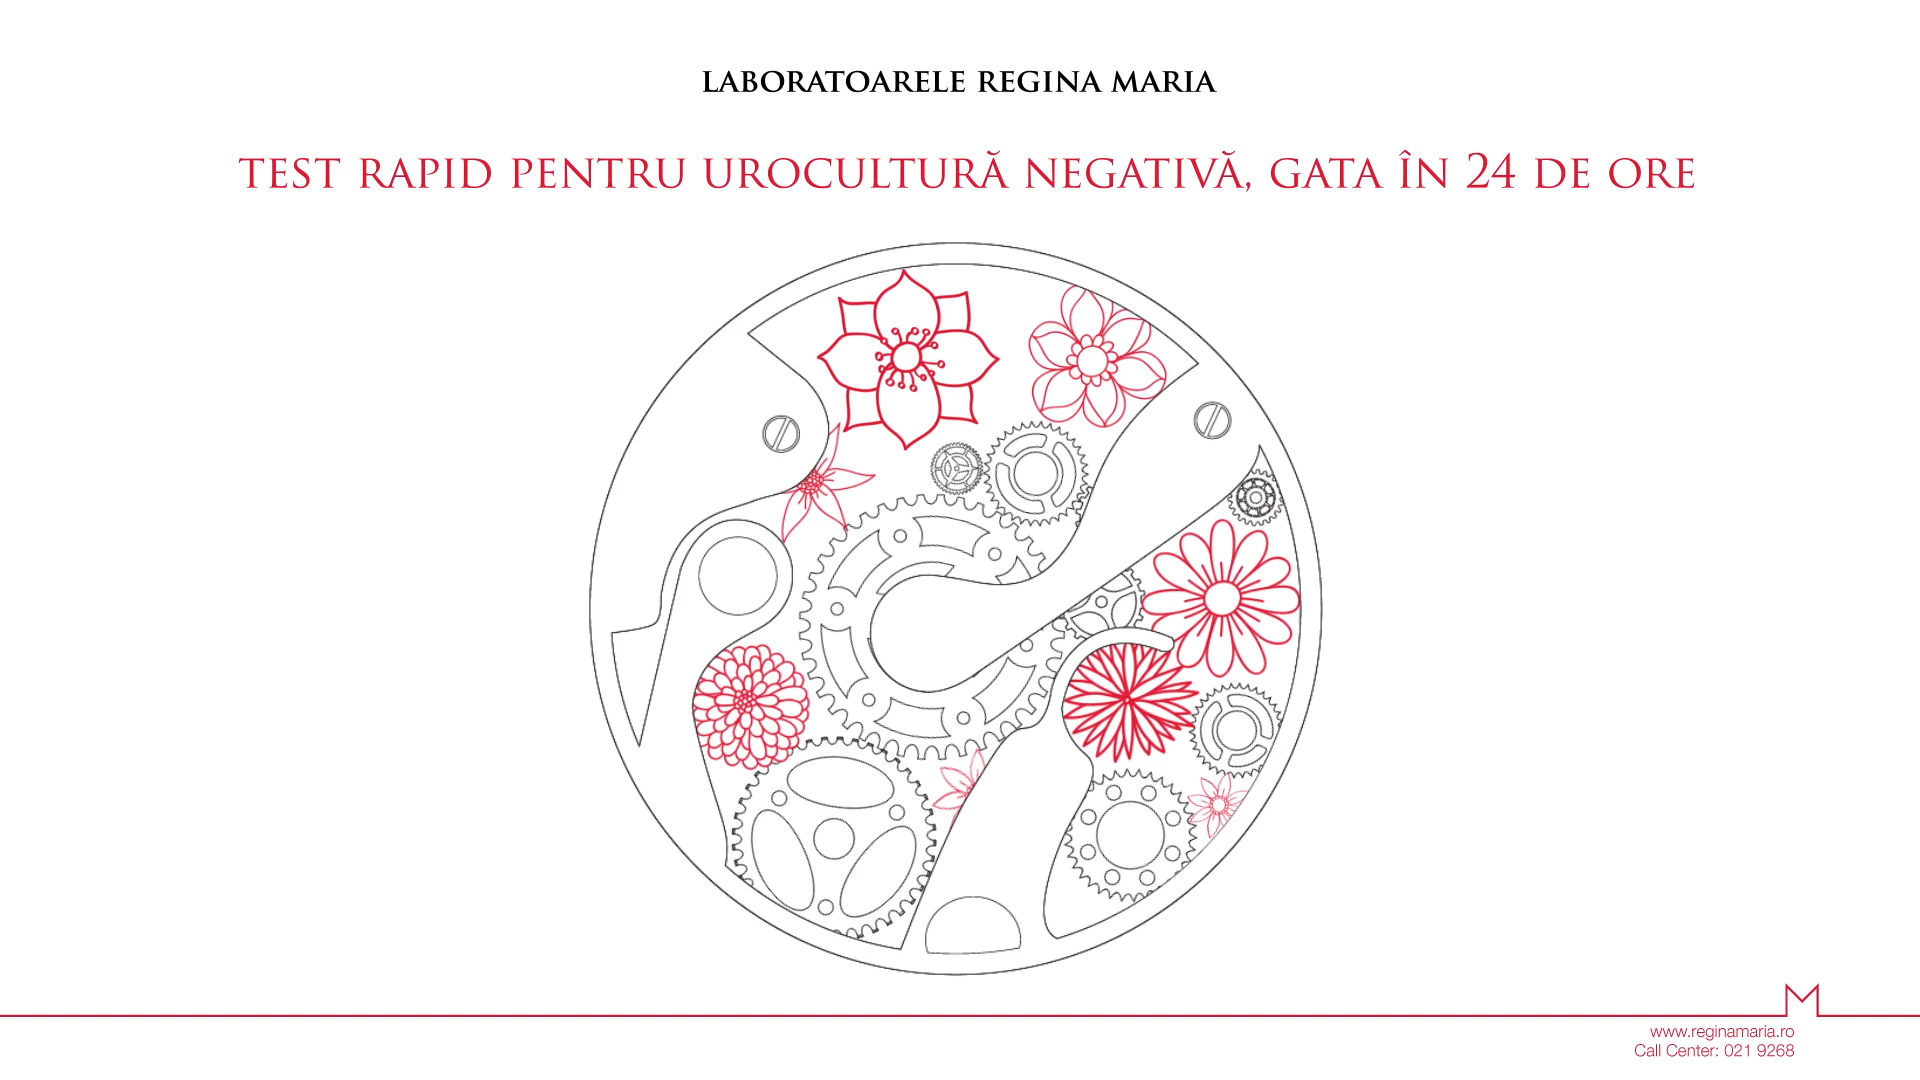 LABORATOARELE REGINA MARIA
TEST RAPID PENTRU UROCULTURĂ NEGATIVĂ, GATA ÎN 24 DE ORE
www.reginamaria.ro
Call Center: 021 9268